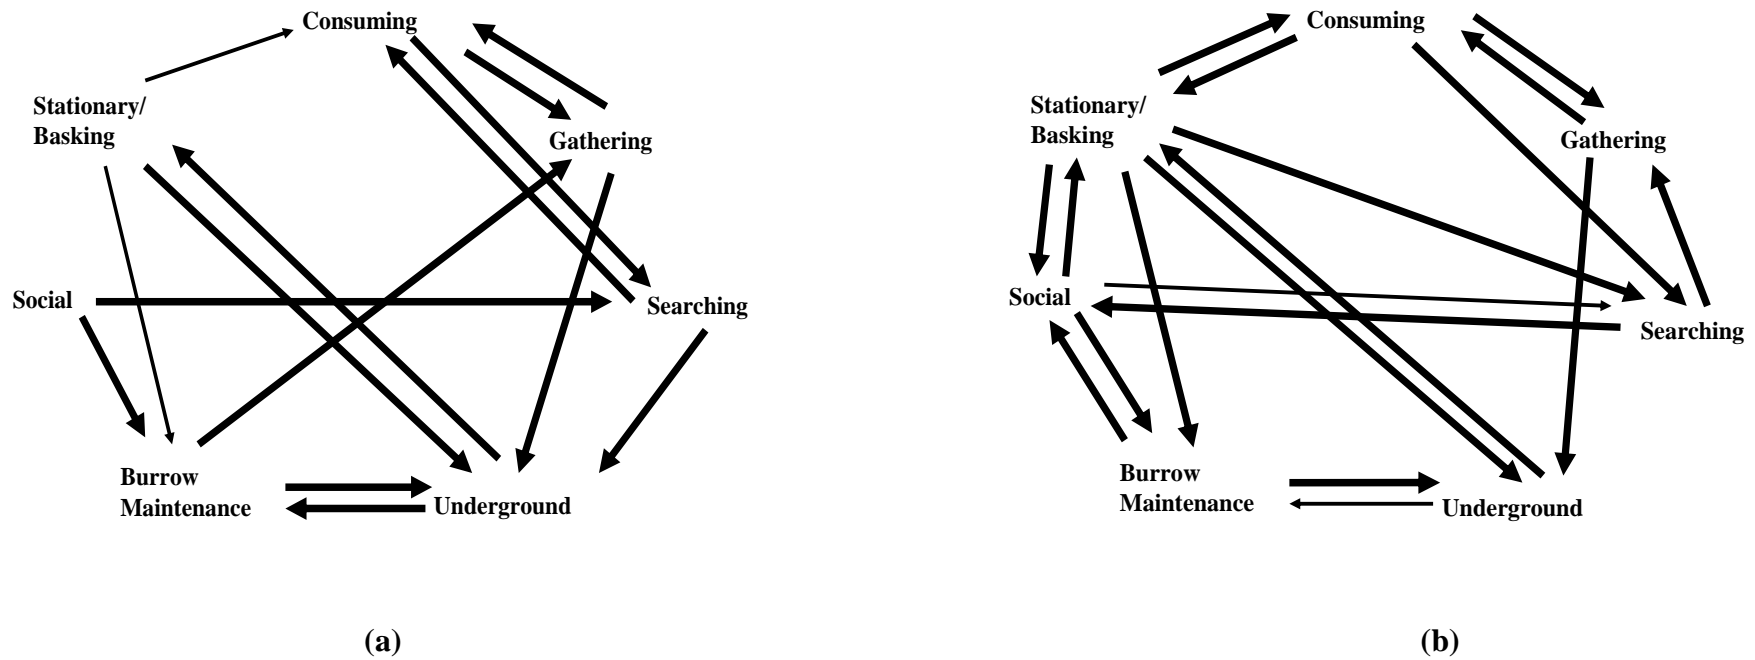 Consuming
Stationary/
Basking
Gathering
Social
Searching
Burrow
Maintenance
Underground
(a)
Consuming
Stationary/
Basking
Gathering
Social
Searching
Burrow
Maintenance
Underground
(b)